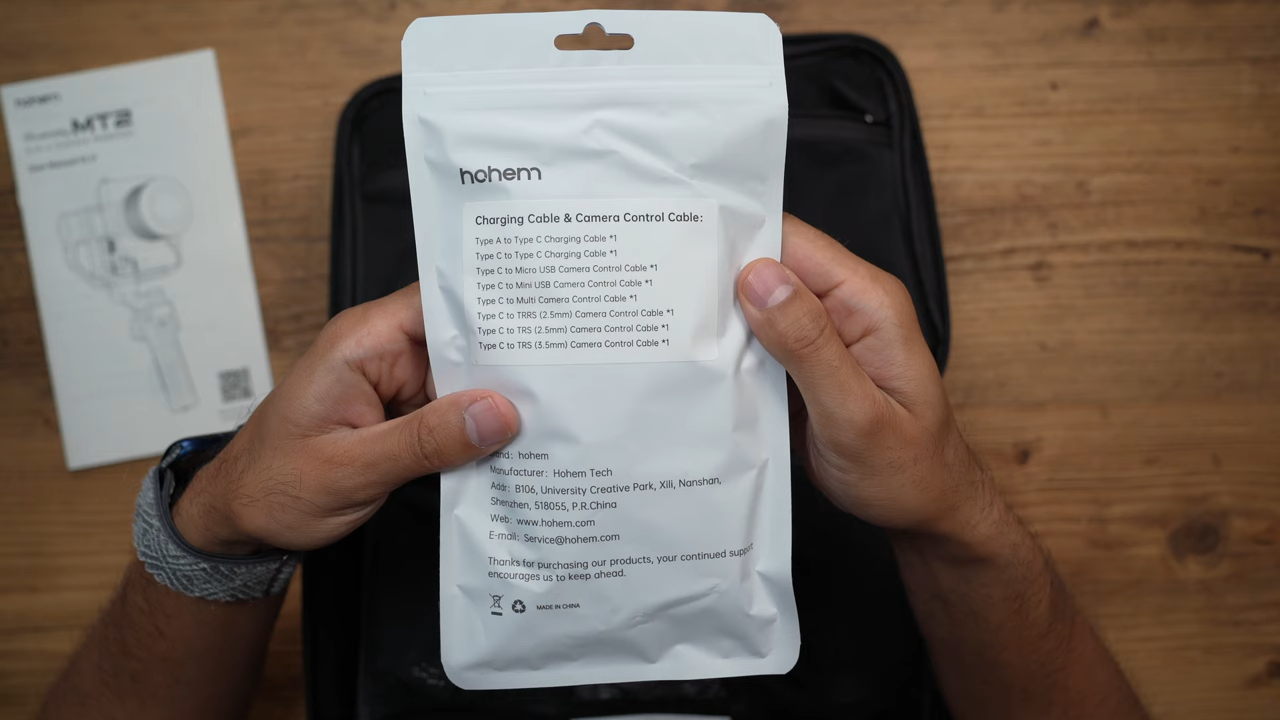 hohem
MT2
hohem
Charging Cable & Camera Control Cable:
Type A to Type C Charging Cable *1
Type C to Type C Charging Cable *1
Type C to Micro USB Camera Control Cable *1
Type C to Mini USB Camera Control Cable *1
Type C to Multi Camera Control Cable *1
Type C to TRRS (2.5mm) Camera Control Cable *1
Type C to TRS (2.5mm) Camera Control Cable *1
Type C to TRS (3.5mm) Camera Control Cable *1
hohem
Manufacturer: Hohem Tech
Addr: B106, University Creative Park, Xili, Nanshan,
Shenzhen, 518055, P.R.China
Web: www.hohem.com
E-mail: Service@hohem.com
Thanks for purchasing our products, your continued support
encourages us to keep ahead.
MADE IN CHINA